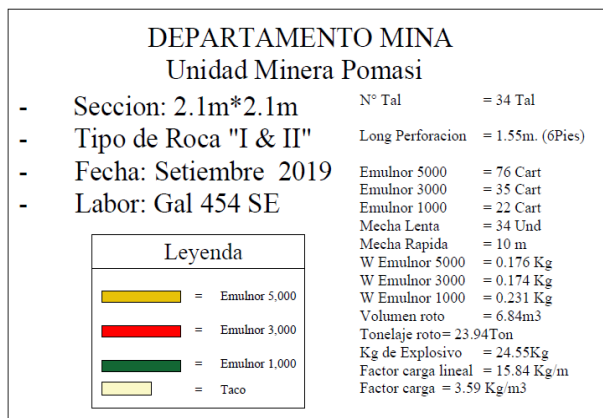 DEPARTAMENTO MINA
Unidad Minera Pomasi
- Seccion: 2.1m*2.1m
- Tipo de Roca "I & II"
- Fecha: Setiembre 2019
- Labor: Gal 454 SE
Leyenda
= Emulnor 5,000
= Emulnor 3,000
= Emulnor 1,000
= Taco
N° Tal = 34 Tal
Long Perforacion = 1.55m. (6Pies)
Emulnor 5000 = 76 Cart
Emulnor 3000 = 35 Cart
Emulnor 1000 = 22 Cart
Mecha Lenta = 34 Und
Mecha Rapida = 10 m
W Emulnor 5000 = 0.176 Kg
W Emulnor 3000 = 0.174 Kg
W Emulnor 1000 = 0.231 Kg
Volumen roto = 6.84m3
Tonelaje roto= 23.94Ton
Kg de Explosivo = 24.55Kg
Factor carga lineal = 15.84 Kg/m
Factor carga = 3.59 Kg/m3